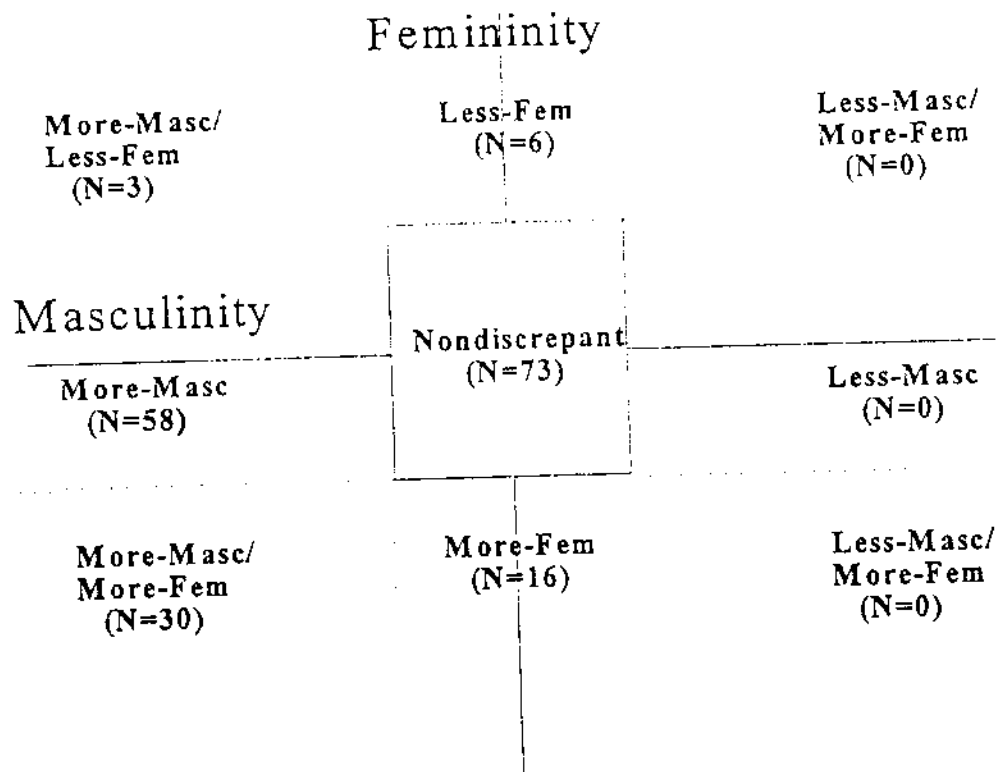 Femininity
More-Masc/
Less-Fem
(N=3)
Less-Fem
(N=6)
Less-Masc/
More-Fem
(N=0)
Masculinity
Nondiscrepant
(N=73)
More-Masc
(N=58)
Less-Masc
(N=0)
More-Masc/
More-Fem
(N=30)
More-Fem
(N=16)
Less-Masc/
More-Fem
(N=0)